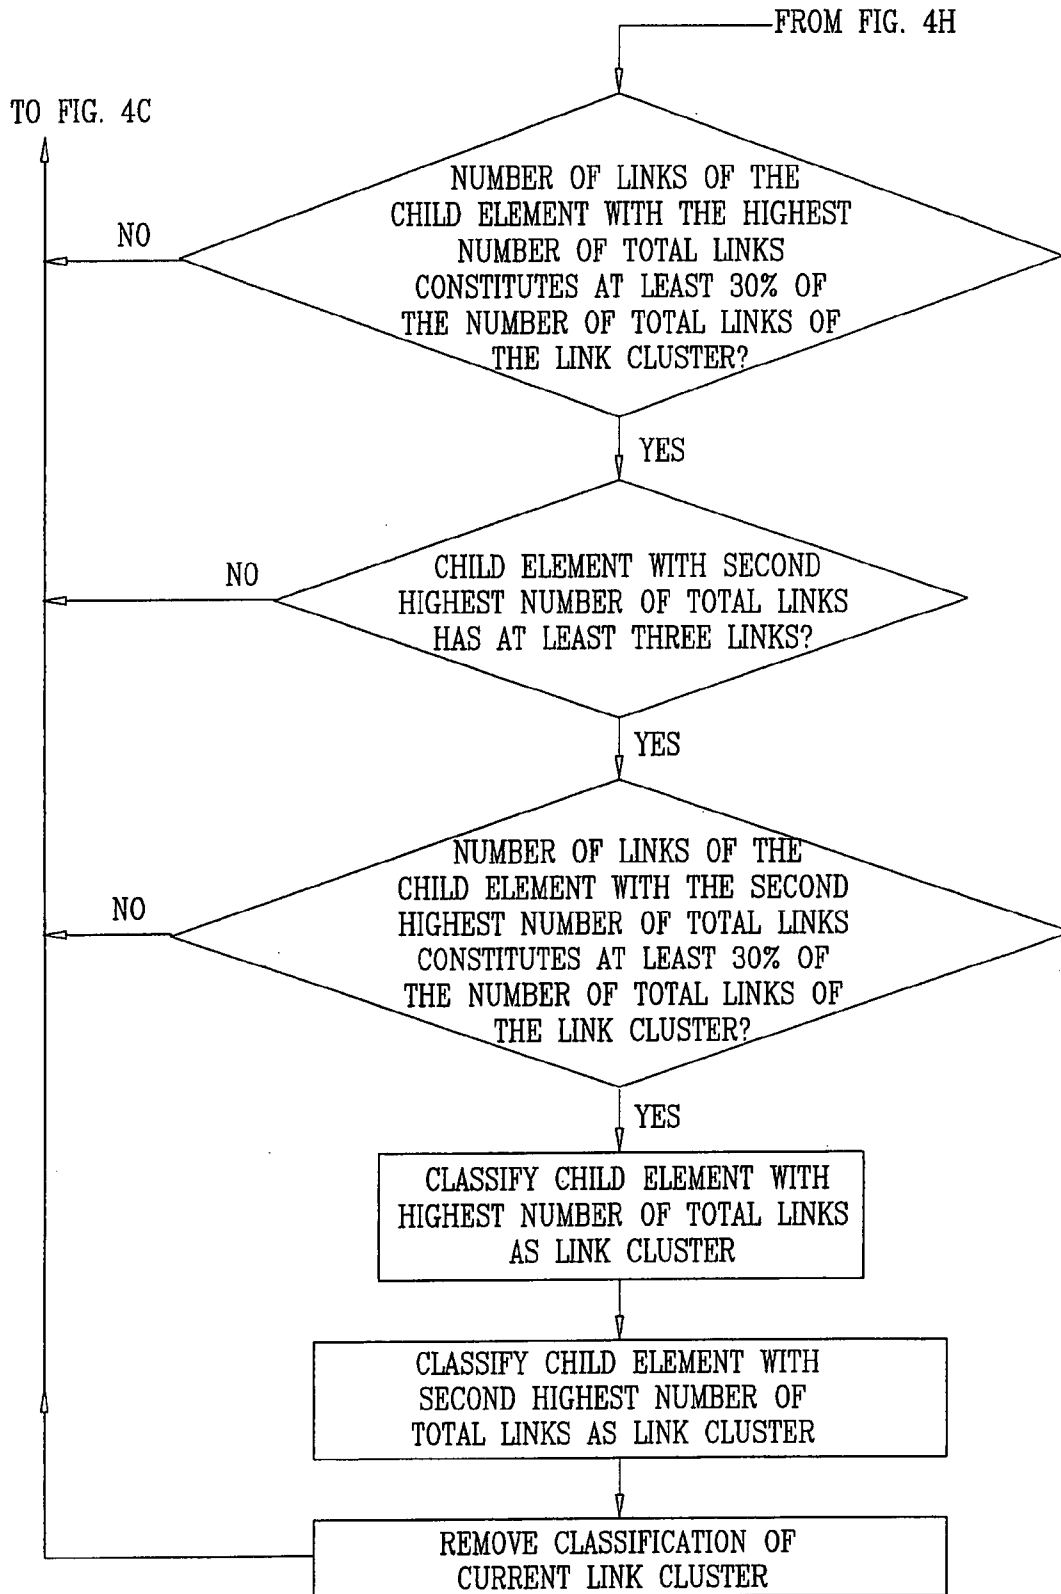 FROM FIG. 4H
TO FIG. 4C
NUMBER OF LINKS OF THE
CHILD ELEMENT WITH THE HIGHEST
NUMBER OF TOTAL LINKS
CONSTITUTES AT LEAST 30% OF
THE NUMBER OF TOTAL LINKS OF
THE LINK CLUSTER?
NO
YES
CHILD ELEMENT WITH SECOND
HIGHEST NUMBER OF TOTAL LINKS
HAS AT LEAST THREE LINKS?
NO
YES
NUMBER OF LINKS OF THE
CHILD ELEMENT WITH THE SECOND
HIGHEST NUMBER OF TOTAL LINKS
CONSTITUTES AT LEAST 30% OF
THE NUMBER OF TOTAL LINKS OF
THE LINK CLUSTER?
NO
YES
CLASSIFY CHILD ELEMENT WITH
HIGHEST NUMBER OF TOTAL LINKS
AS LINK CLUSTER
CLASSIFY CHILD ELEMENT WITH
SECOND HIGHEST NUMBER OF
TOTAL LINKS AS LINK CLUSTER
REMOVE CLASSIFICATION OF
CURRENT LINK CLUSTER